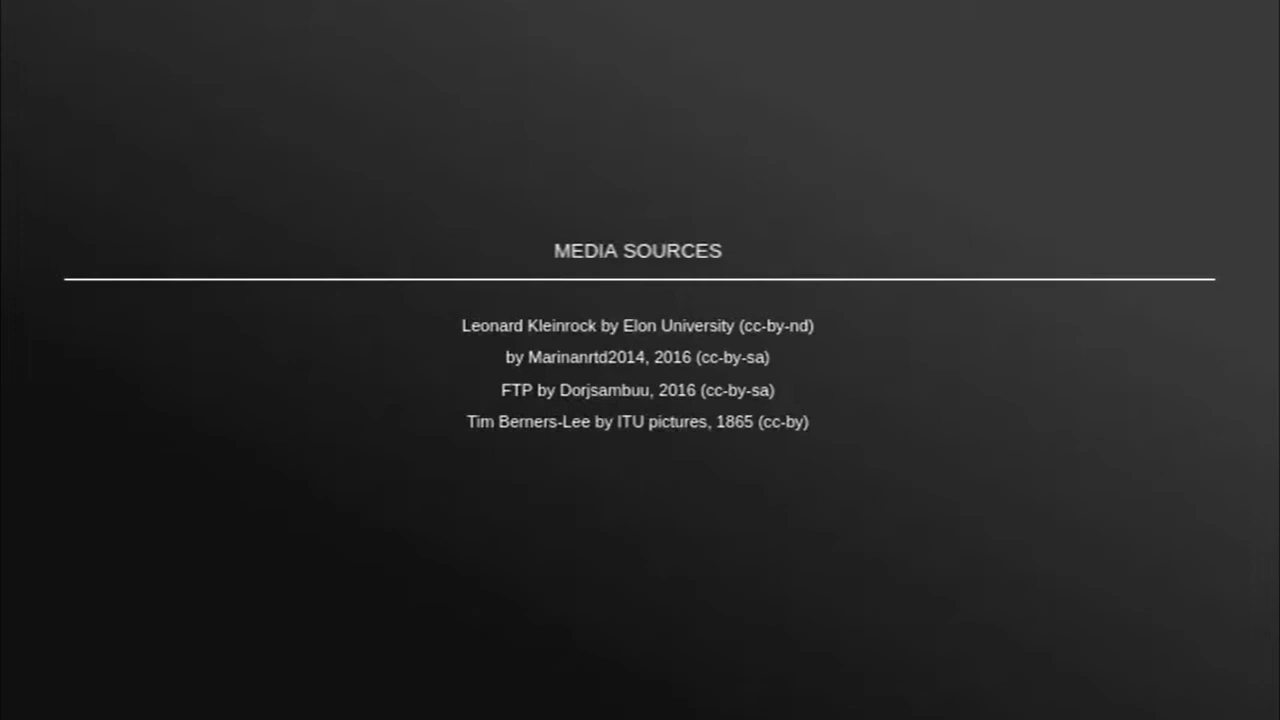 MEDIA SOURCES
Leonard Kleinrock by Elon University (cc-by-nd)
by Marinanrtd2014, 2016 (cc-by-sa)
FTP by Dorjsambuu, 2016 (cc-by-sa)
Tim Berners-Lee by ITU pictures, 1865 (cc-by)